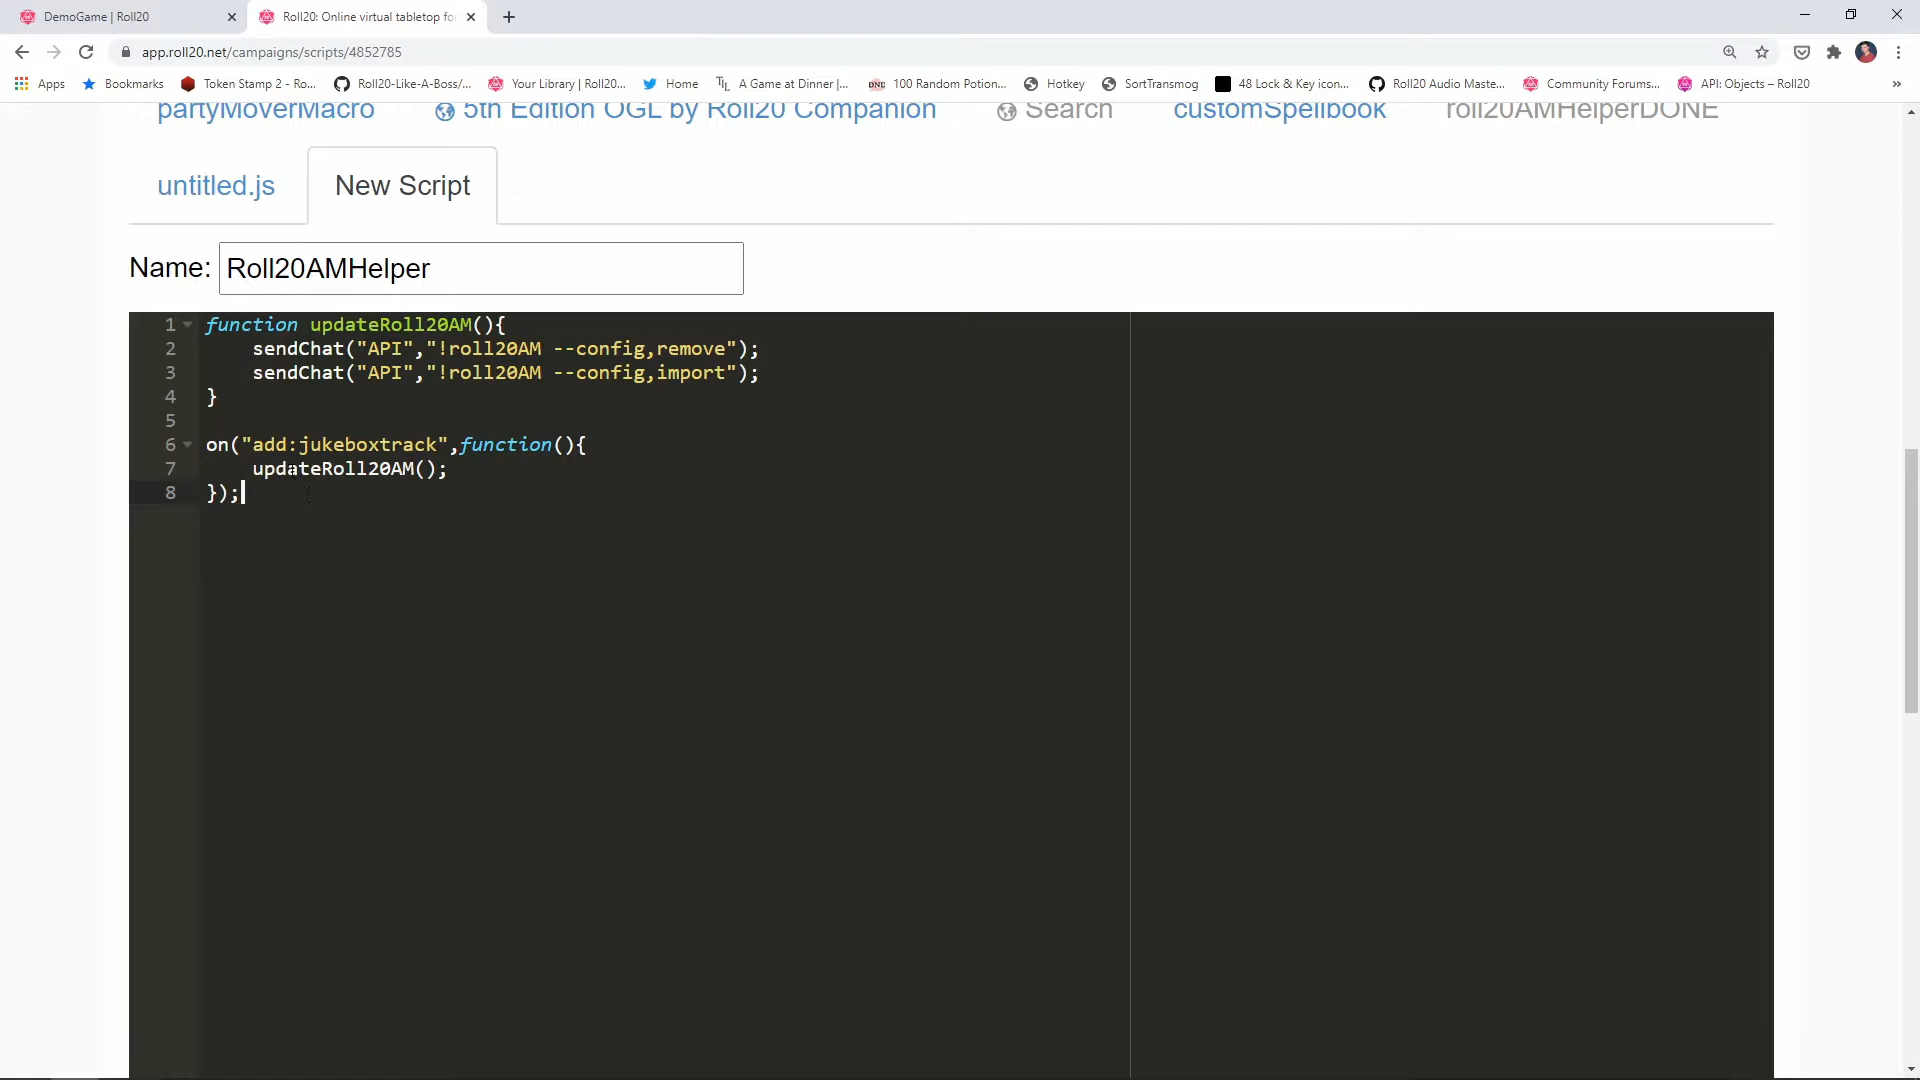 DemoGame | Roll20
Roll20: Online virtual tabletop fo
app.roll20.net/campaigns/scripts/4852785
Apps
Bookmarks
Token Stamp 2 - Ro...
Roll20-Like-A-Boss/...
Your Library | Roll20...
Home
A Game at Dinner |...
100 Random Potion...
Hotkey
SortTransmog
48 Lock & Key icon...
Roll20 Audio Maste...
Community Forums...
API: Objects – Roll20
»
partyMoverMacro
5th Edition OGL by Roll20 Companion
Search
customSpellbook
roll20AMHelperDONE
untitled.js
New Script
Name: Roll20AMHelper
1 function updateRoll20AM(){
2 sendChat("API","!roll20AM --config,remove");
3 sendChat("API","!roll20AM --config,import");
4 }
5
6 on("add:jukeboxtrack",function(){
7 updateRoll20AM();
8 });